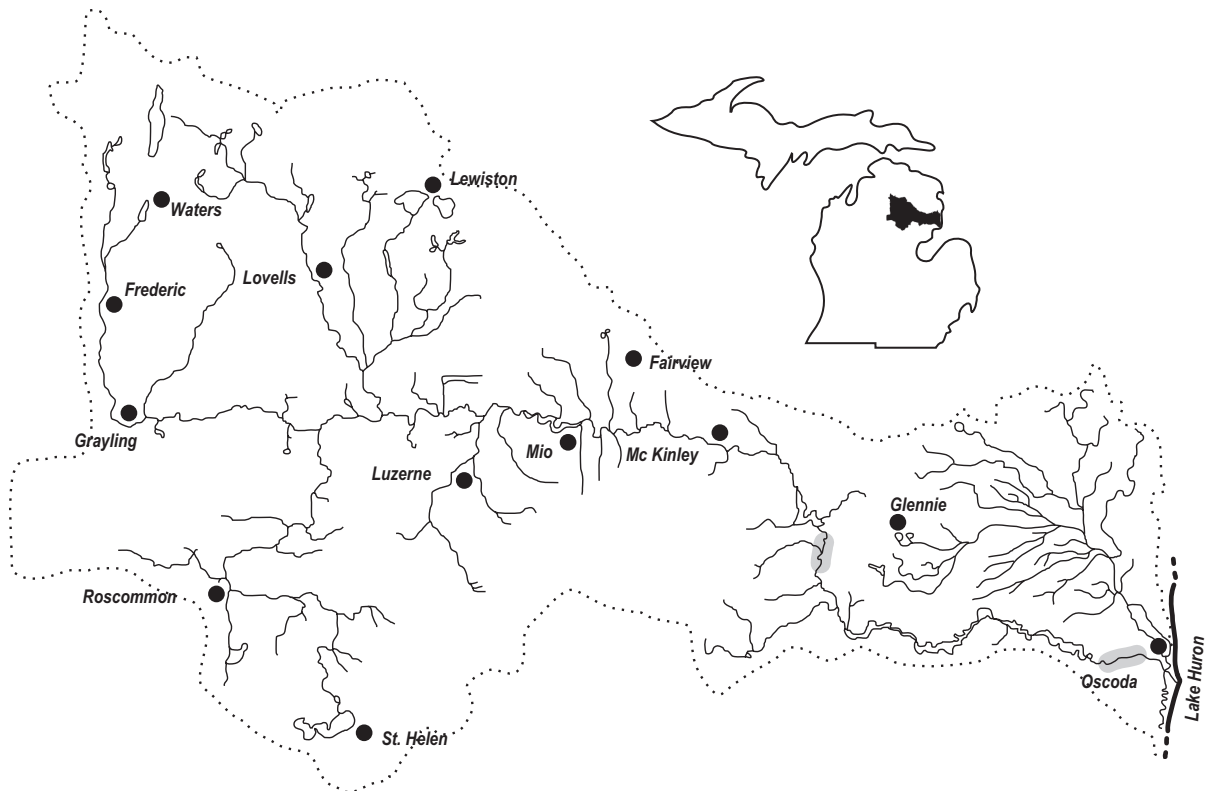 Lewiston
Waters
Lovells
Frederic
Fairview
Grayling
Mio
Mc Kinley
Luzerne
Glennie
Roscommon
Oscoda
Lake Huron
St. Helen